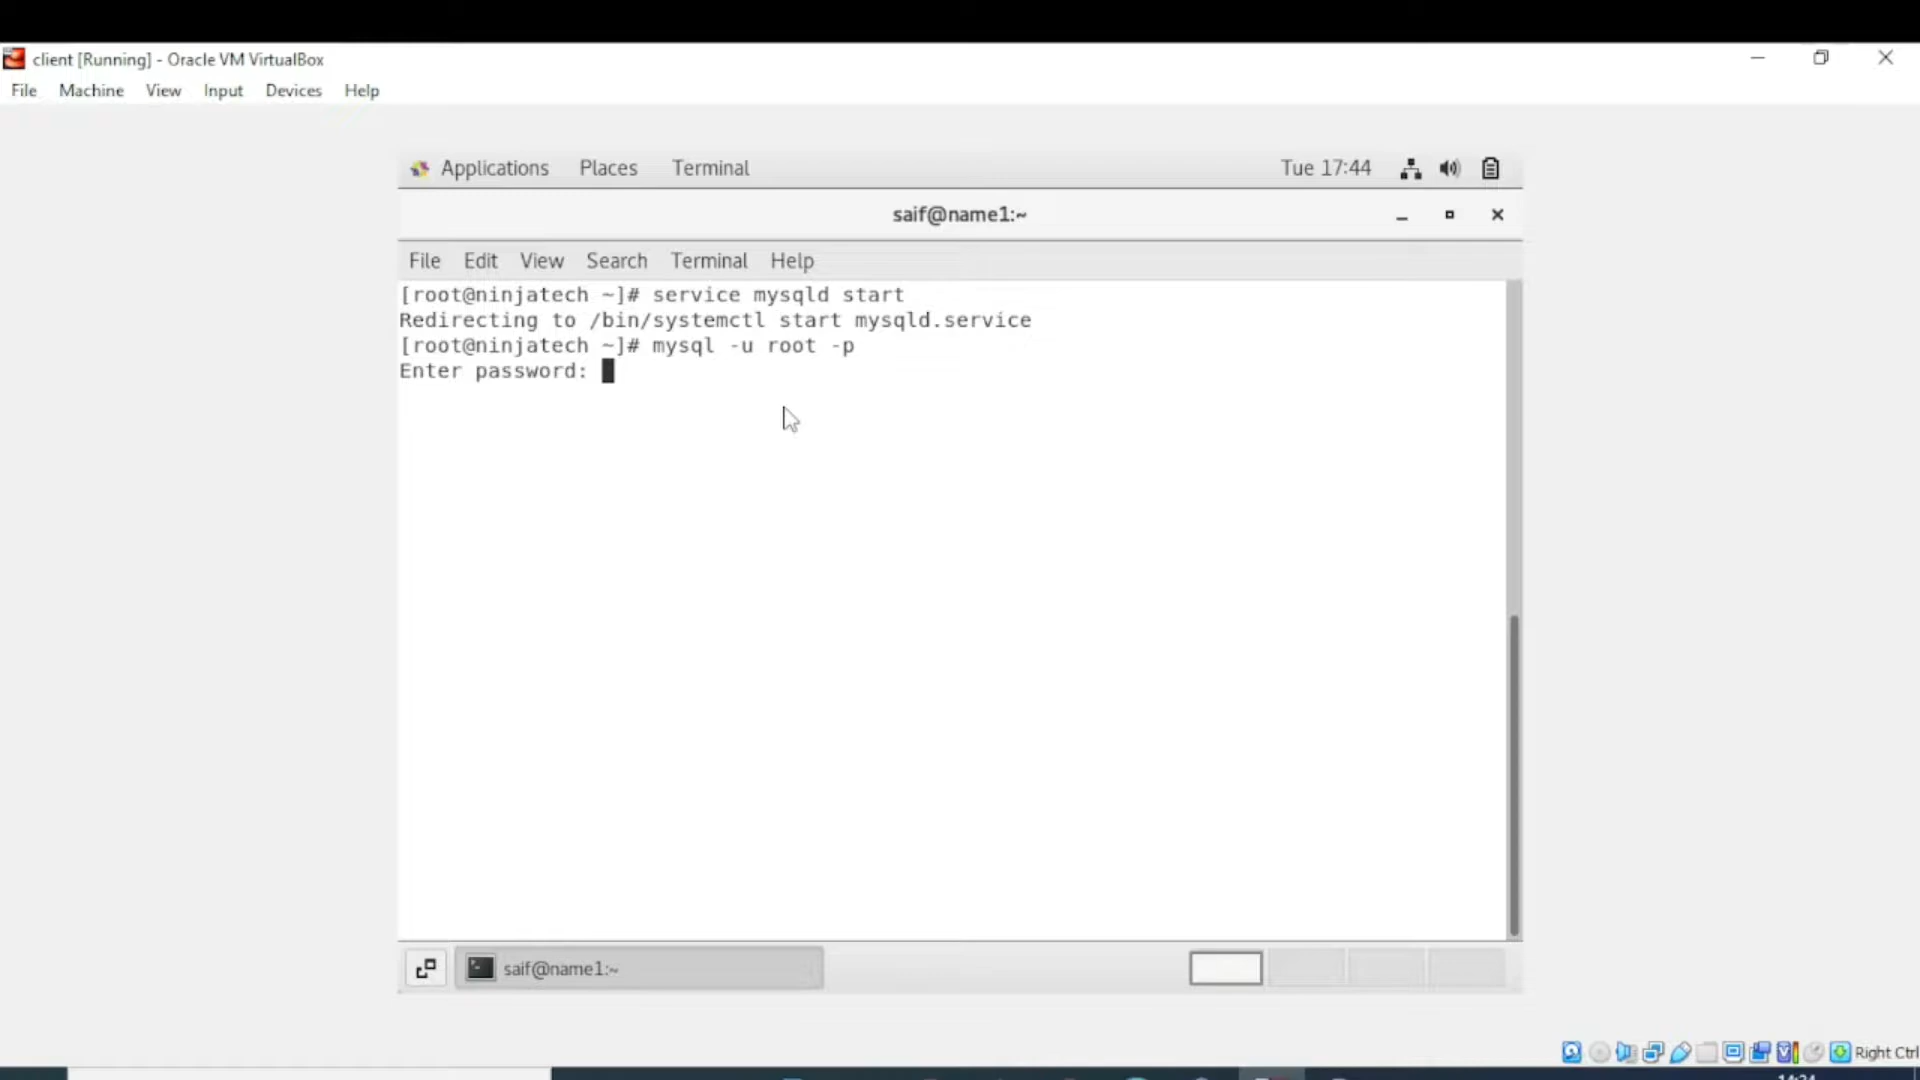 client [Running] - Oracle VM VirtualBox
File Machine View Input Devices Help
Applications Places Terminal Tue 17:44
saif@name1:~
File Edit View Search Terminal Help
[root@ninjatech ~]# service mysqld start
Redirecting to /bin/systemctl start mysqld.service
[root@ninjatech ~]# mysql -u root -p
Enter password:
saif@name1:~
Right Ctrl